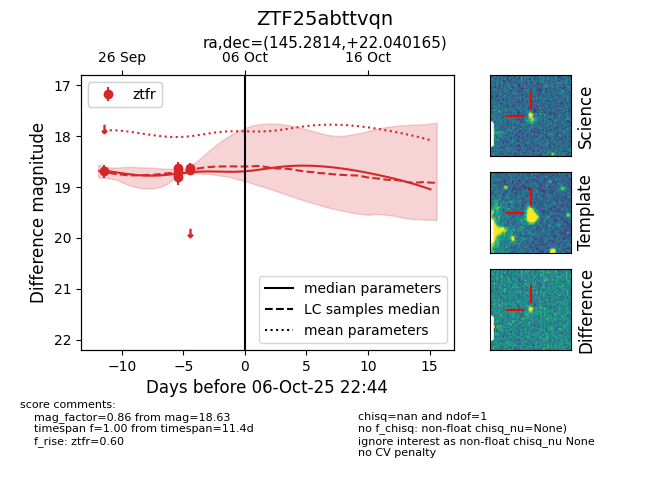 ZTF25abttvqn
ra,dec=(145.2814,+22.040165)
26 Sep 06 Oct 16 Oct
17
18
19
20
21
22
Difference magnitude
ztfr
median parameters
LC samples median
mean parameters
−10 −5 0 5 10 15
Days before 06-Oct-25 22:44
Science
Template
Difference
score comments:
mag_factor=0.86 from mag=18.63
timespan f=1.00 from timespan=11.4d
f_rise: ztfr=0.60
chisq=nan and ndof=1
no f_chisq: non-float chisq_nu=None)
ignore interest as non-float chisq_nu None
no CV penalty